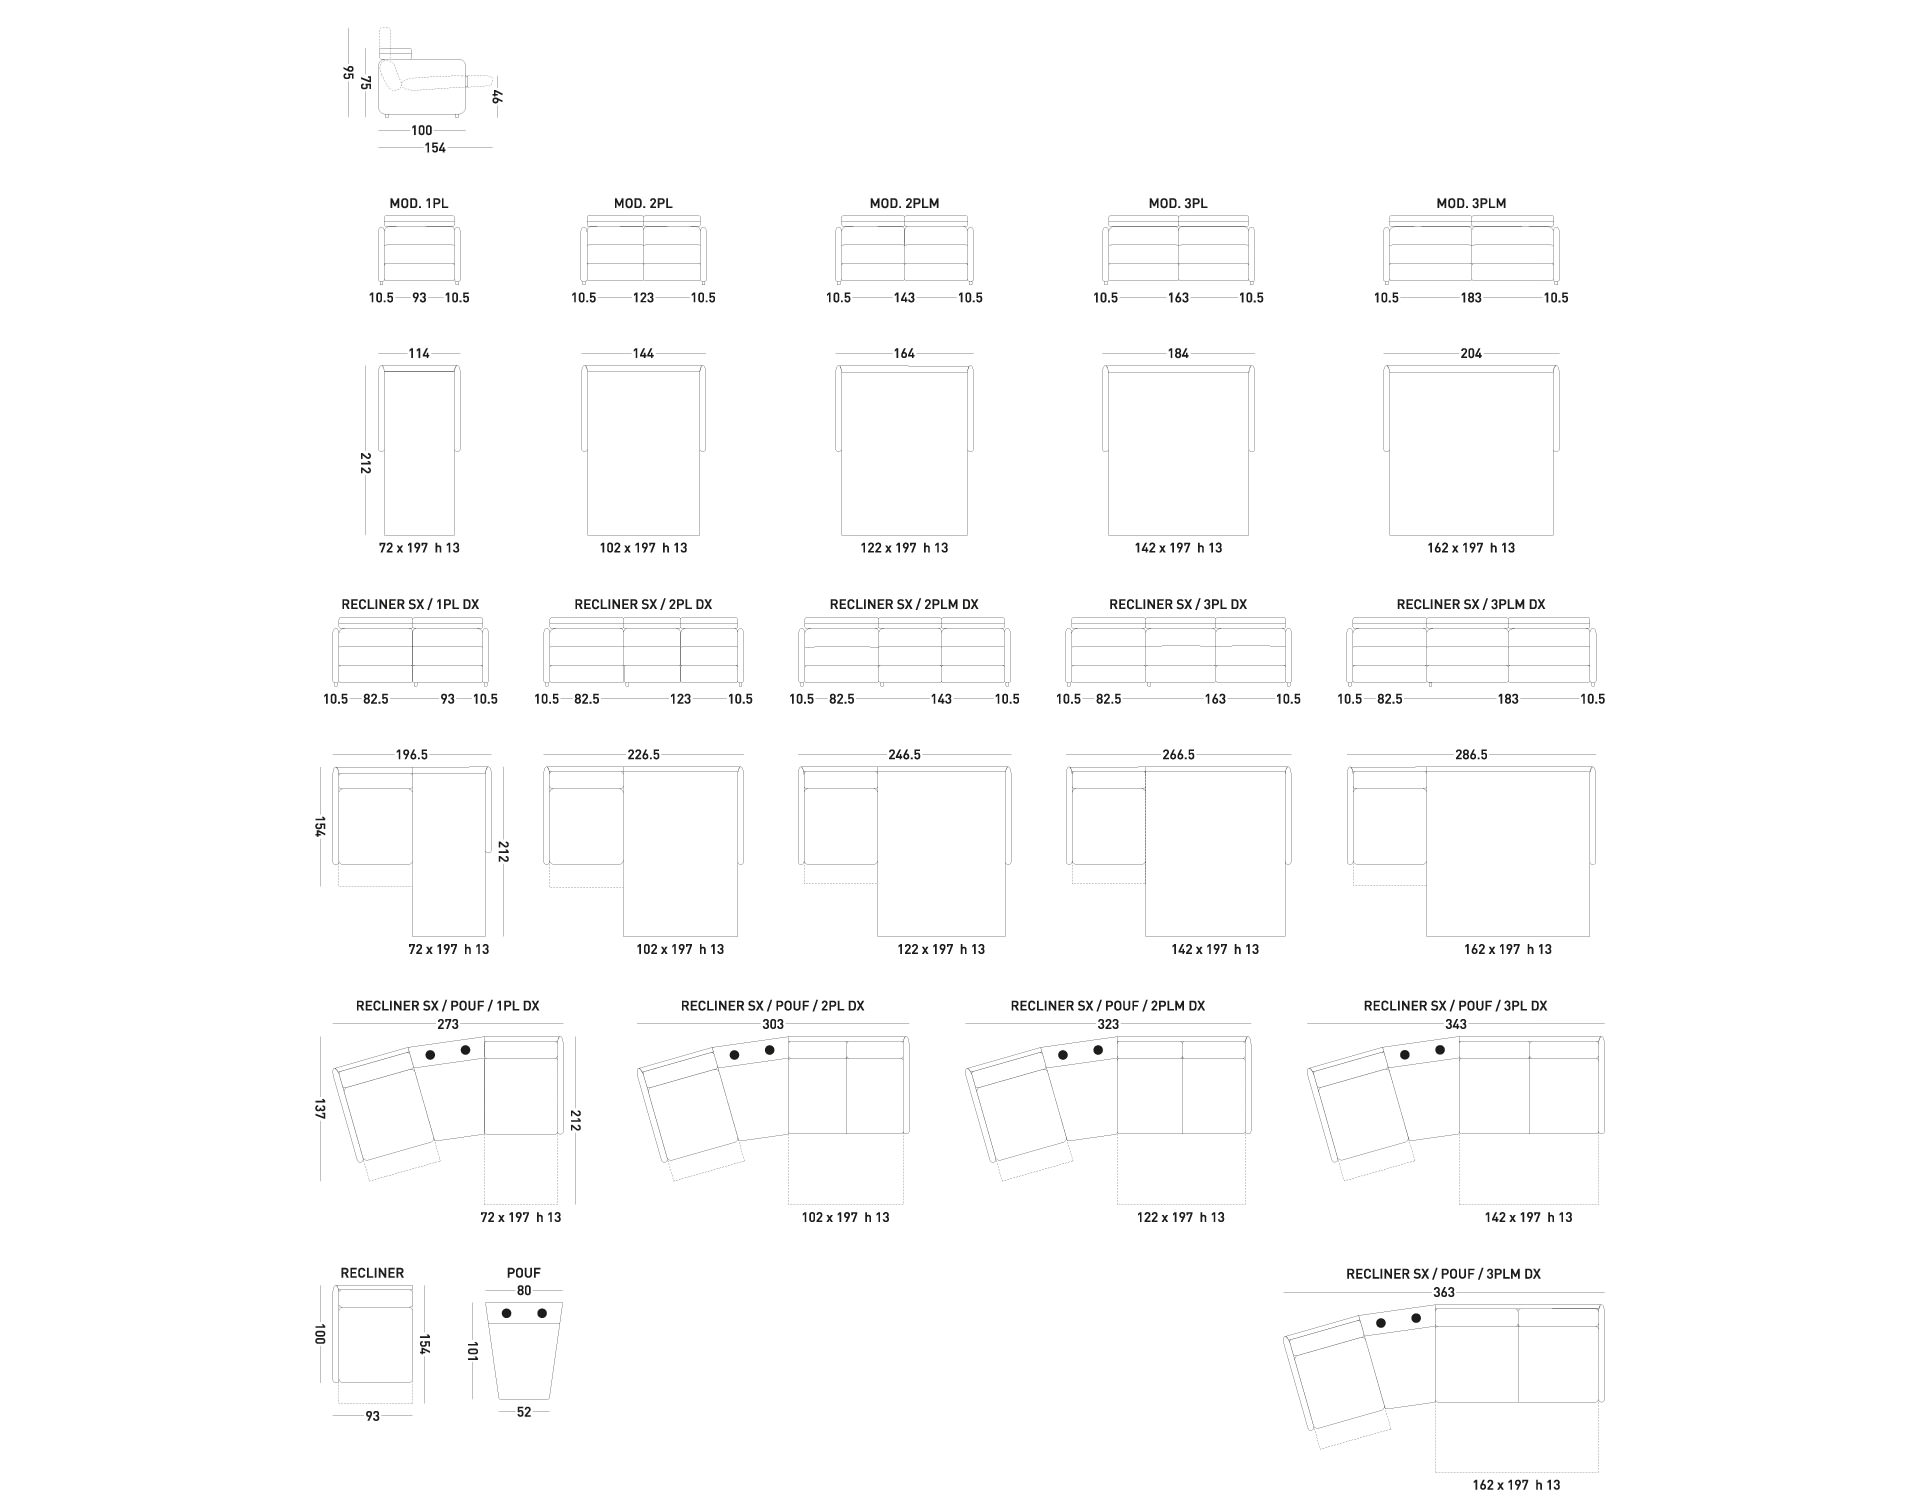 95
75
46
100
154
MOD. 1PL MOD. 2PL MOD. 2PLM MOD. 3PL MOD. 3PLM
10.5 93 10.5 10.5 123 10.5 10.5 143 10.5 10.5 163 10.5 10.5 183 10.5
114 144 164 184 204
212
72 x 197 h 13 102 x 197 h 13 122 x 197 h 13 142 x 197 h 13 162 x 197 h 13
RECLINER SX / 1PL DX RECLINER SX / 2PL DX RECLINER SX / 2PLM DX RECLINER SX / 3PL DX RECLINER SX / 3PLM DX
10.5 82.5 93 10.5 10.5 82.5 123 10.5 10.5 82.5 143 10.5 10.5 82.5 163 10.5 10.5 82.5 183 10.5
196.5 226.5 246.5 266.5 286.5
154
212
72 x 197 h 13 102 x 197 h 13 122 x 197 h 13 142 x 197 h 13 162 x 197 h 13
RECLINER SX / POUF / 1PL DX RECLINER SX / POUF / 2PL DX RECLINER SX / POUF / 2PLM DX RECLINER SX / POUF / 3PL DX
273 303 323 343
137
212
72 x 197 h 13 102 x 197 h 13 122 x 197 h 13 142 x 197 h 13
RECLINER POUF RECLINER SX / POUF / 3PLM DX
80 363
100
154
101
93 52
162 x 197 h 13